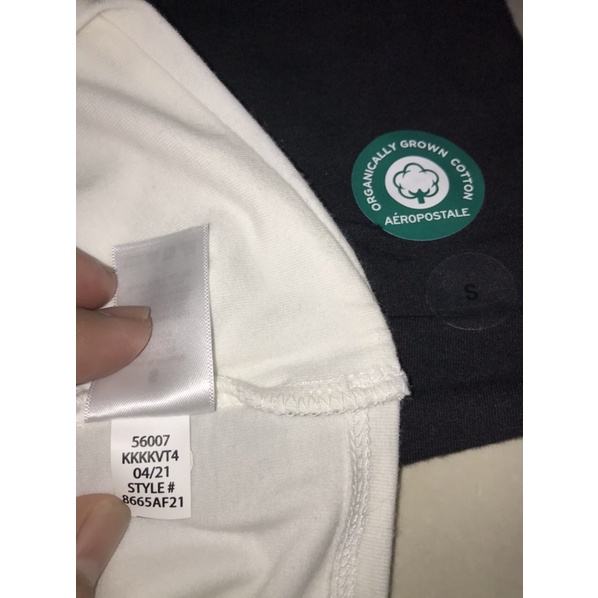 ORGANICALLY GROWN COTTON
AÉROPOSTALE
S
56007
KKKKVT4
04/21
STYLE #
8665AF21